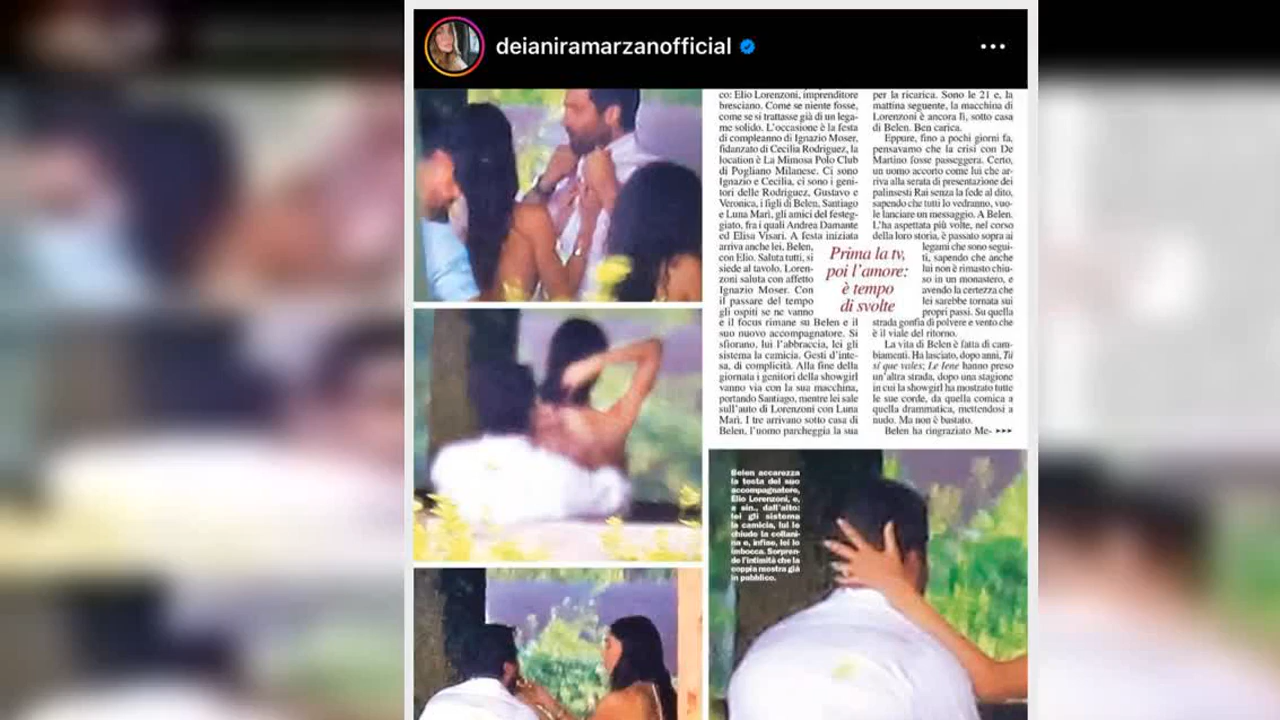 deianiramarzanofficial
co: Elio Lorenzoni, imprenditore
bresciano. Come se niente fosse,
come se si trattasse già di un lega-
me solido. L'occasione è la festa
di compleanno di Ignazio Moser,
fidanzato di Cecilia Rodriguez, la
location è La Mimosa Polo Club
di Pogliano Milanese. Ci sono
Ignazio e Cecilia, ci sono i geni-
tori delle Rodriguez, Gustavo e
Veronica, i figli di Belen, Santiago
e Luna Marì, gli amici del festeg-
giato, fra i quali Andrea Damante
ed Elisa Visari. A festa iniziata
arriva anche lei, Belen,
con Elio. Saluta tutti, si
siede al tavolo. Loren-
zoni saluta con affetto
Ignazio Moser. Con
il passare del tempo
gli ospiti se ne vanno
e il focus rimane su Belen e il
suo nuovo accompagnatore. Si
sfiorano, lui l'abbraccia, lei gli
sistema la camicia. Gesti d'inte-
sa, di complicità. Alla fine della
giornata i genitori della showgirl
vanno via con la sua macchina,
portando Santiago, mentre lei sale
sull'auto di Lorenzoni con Luna
Marì. I tre arrivano sotto casa di
Belen, l'uomo parcheggia la sua
per la ricarica. Sono le 21 e, la
mattina seguente, la macchina di
Lorenzoni è ancora lì, sotto casa
di Belen. Ben carica.
Eppure, fino a pochi giorni fa,
pensavamo che la crisi con De
Martino fosse passeggera. Certo,
un uomo accorto come lui che ar-
riva alla serata di presentazione dei
palinsesti Rai senza la fede al dito,
sapendo che tutti lo vedranno, vuo-
le lanciare un messaggio. A Belen.
L'ha aspettata più volte, nel corso
della loro storia, è passato sopra ai
legami che sono segui-
ti, sapendo che anche
lui non è rimasto chiu-
so in un monastero, e
avendo la certezza che
lei sarebbe tornata sui
propri passi. Su quella
strada gonfia di polvere e vento che
è il viale del ritorno.
La vita di Belen è fatta di cam-
biamenti. Ha lasciato, dopo anni, Tú
sí que vales; Le Iene hanno preso
un'altra strada, dopo una stagione
in cui la showgirl ha mostrato tutte
le sue corde, da quella comica a
quella drammatica, mettendosi a
nudo. Ma non è bastato.
Belen ha ringraziato Me-
Prima la tv,
poi l'amore:
è tempo
di svolte
Belen accarezza
la testa del suo
accompagnatore,
Elio Lorenzoni, e,
a sin., dall'alto:
lei gli sistema
la camicia, lui le
chiude la collani-
na e, infine, lei lo
imbocca. Sorpren-
de l'intimità che la
coppia mostra già
in pubblico.